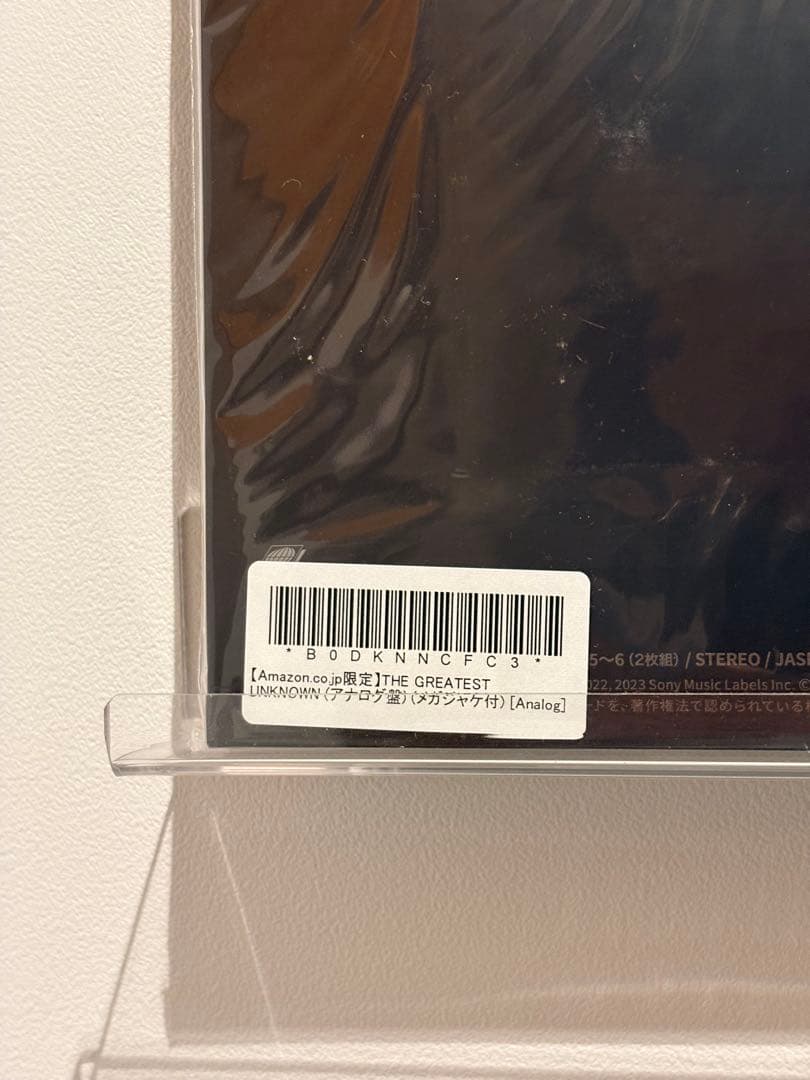 *B0DKNNCFC3*
【Amazon.co.jp限定】THE GREATEST
UNKNOWN (アナログ盤) (メガジャケ付) [Analog]
5~6 (2枚組) / STEREO / JAS
2022, 2023 Sony Music Labels Inc. ©
ードを、著作権法で認められている